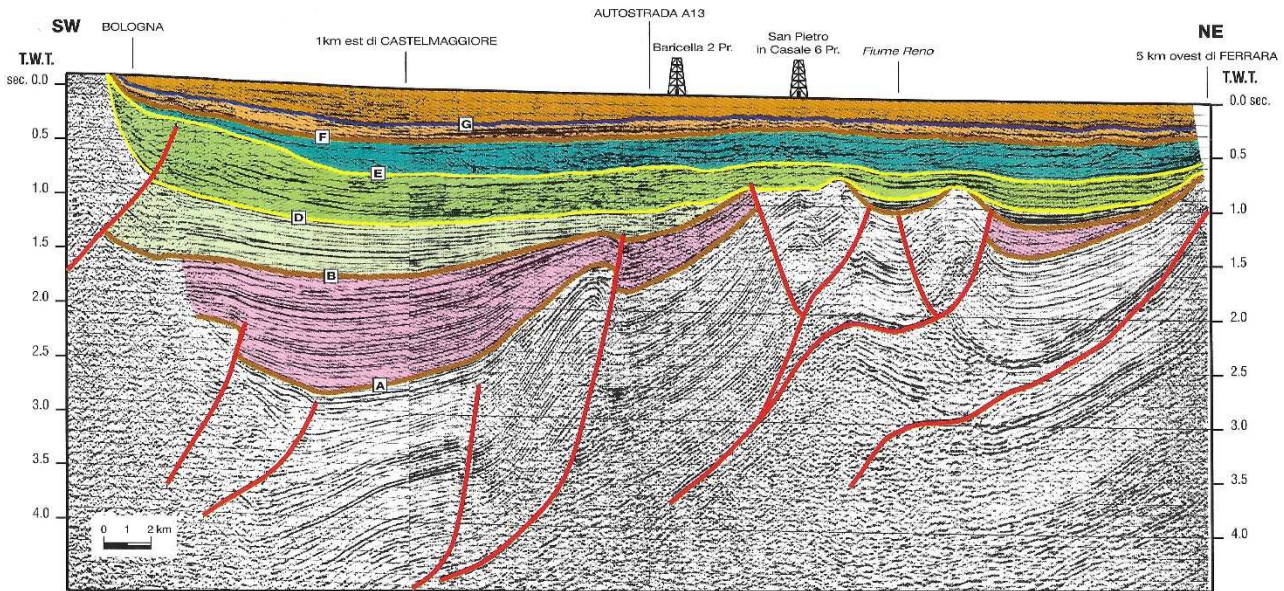 SW
BOLOGNA
1km est di CASTELMAGGIORE
AUTOSTRADA A13
Baricella 2 Pr.
San Pietro
in Casale 6 Pr.
Fiume Reno
NE
5 km ovest di FERRARA
T.W.T.
sec. 0.0
0.5
1.0
1.5
2.0
2.5
3.0
3.5
4.0
T.W.T.
0.0 sec.
0.5
1.0
1.5
2.0
2.5
3.0
3.5
4.0
G
F
E
D
B
A
0 1 2 km